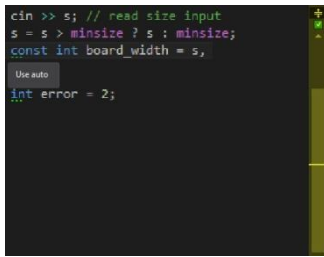 cin >> s; // read size input
s = s > minsize ? s : minsize;
const int board_width = s,
Use auto
int error = 2;